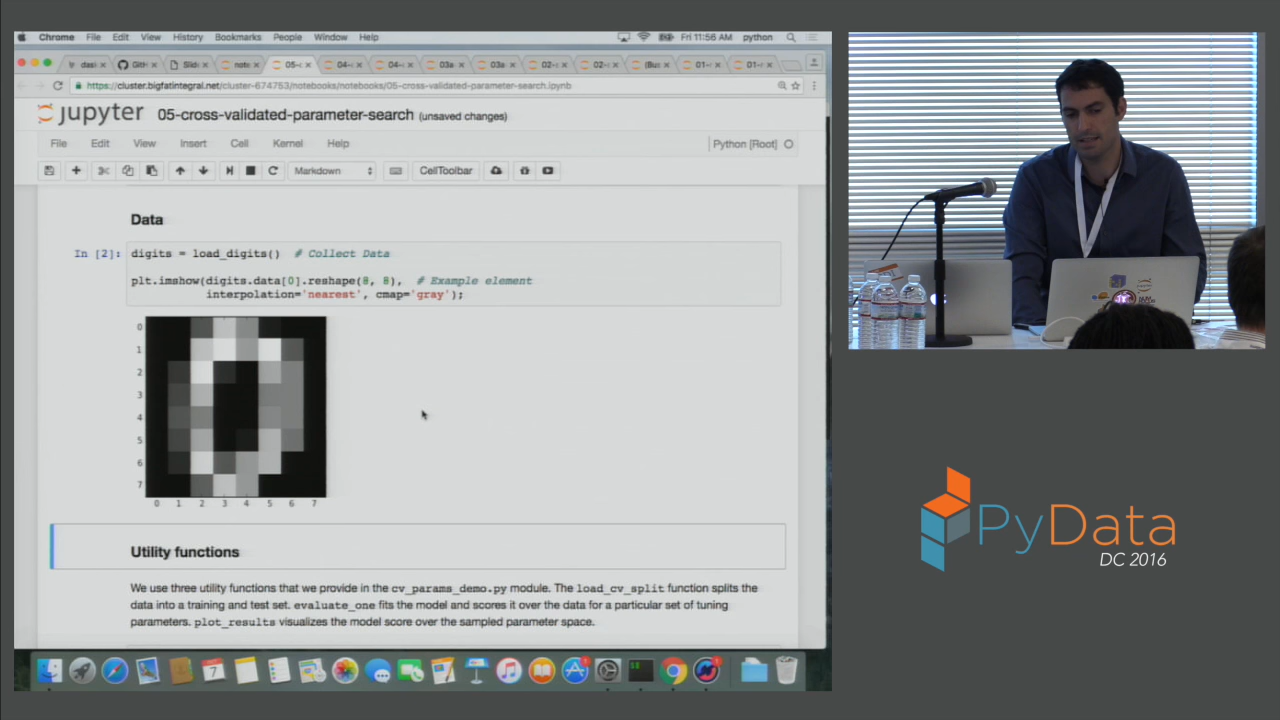 Chrome File Edit View History Bookmarks People Window Help
Fri 11:56 AM python
https://cluster.bigfatintegral.net/cluster-674753/notebooks/notebooks/05-cross-validated-parameter-search.ipynb
jupyter 05-cross-validated-parameter-search (unsaved changes)
File Edit View Insert Cell Kernel Help
Python [Root]
Markdown
CellToolbar
Data
In [2]: digits = load_digits() # Collect Data
plt.imshow(digits.data[0].reshape(8, 8), # Example element
interpolation='nearest', cmap='gray');
0
1
2
3
4
5
6
7
0 1 2 3 4 5 6 7
Utility functions
We use three utility functions that we provide in the cv_params_demo.py module. The load_cv_split function splits the
data into a training and test set. evaluate_one fits the model and scores it over the data for a particular set of tuning
parameters. plot_results visualizes the model score over the sampled parameter space.
PyData
DC 2016